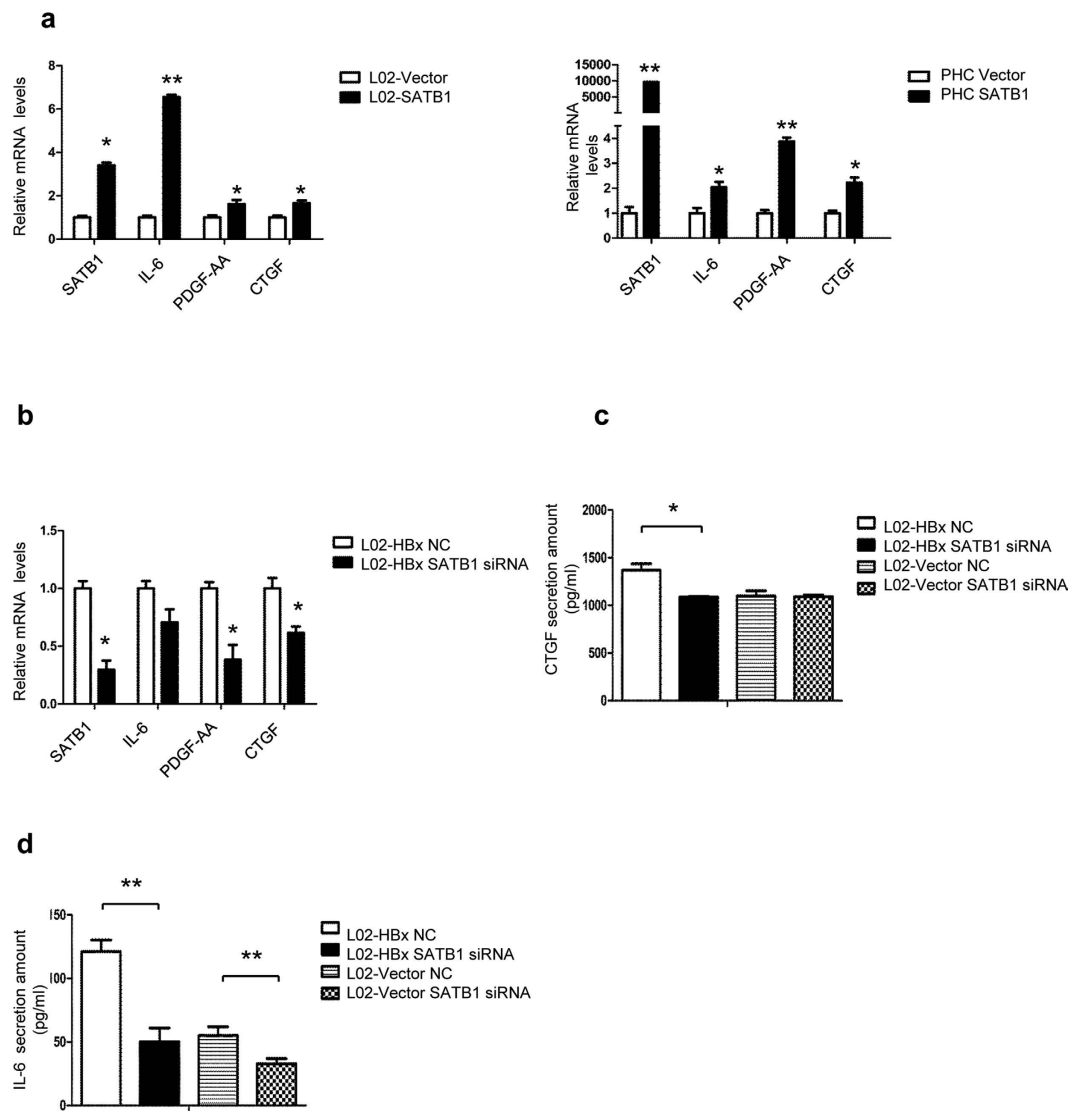 a
Relative mRNA levels
8
6
4
2
0
**
*
*
*
SATB1
IL-6
PDGF-AA
CTGF
L02-Vector
L02-SATB1
Relative mRNA
levels
15000
10000
5000
4
3
2
1
0
**
**
*
*
SATB1
IL-6
PDGF-AA
CTGF
PHC Vector
PHC SATB1
b
Relative mRNA levels
1.5
1.0
0.5
0.0
*
*
*
SATB1
IL-6
PDGF-AA
CTGF
L02-HBx NC
L02-HBx SATB1 siRNA
c
CTGF secretion amount
(pg/ml)
2000
1500
1000
500
0
*
L02-HBx NC
L02-HBx SATB1 siRNA
L02-Vector NC
L02-Vector SATB1 siRNA
d
IL-6 secretion amount
(pg/ml)
150
100
50
0
**
**
L02-HBx NC
L02-HBx SATB1 siRNA
L02-Vector NC
L02-Vector SATB1 siRNA